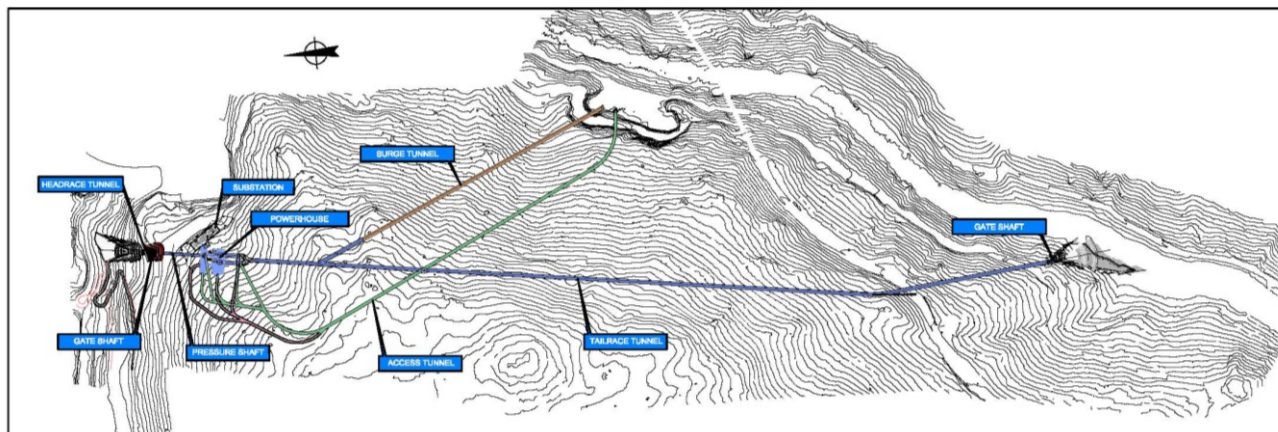 SURGE TUNNEL
HEADRACE TUNNEL
SUBSTATION
POWERHOUSE
GATE SHAFT
GATE SHAFT
PRESSURE SHAFT
ACCESS TUNNEL
TAILRACE TUNNEL